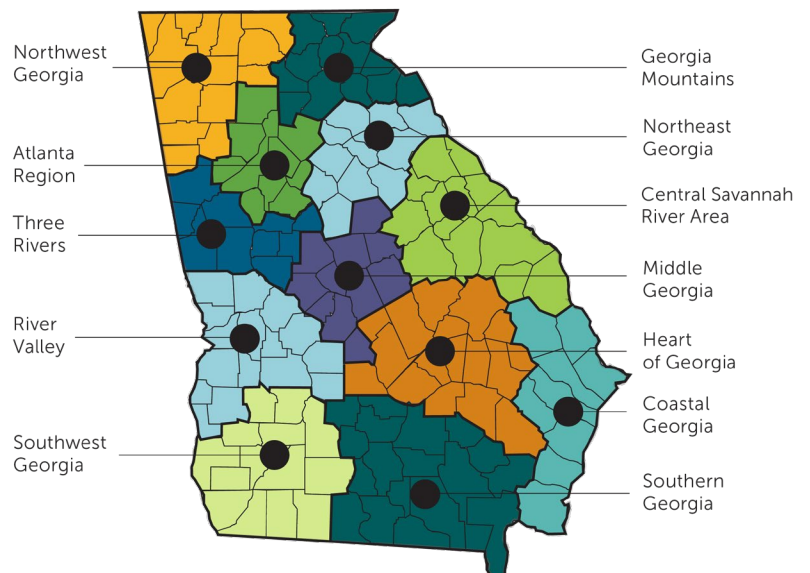 Northwest
Georgia
Atlanta
Region
Three
Rivers
River
Valley
Southwest
Georgia
Georgia
Mountains
Northeast
Georgia
Central Savannah
River Area
Middle
Georgia
Heart
of Georgia
Coastal
Georgia
Southern
Georgia